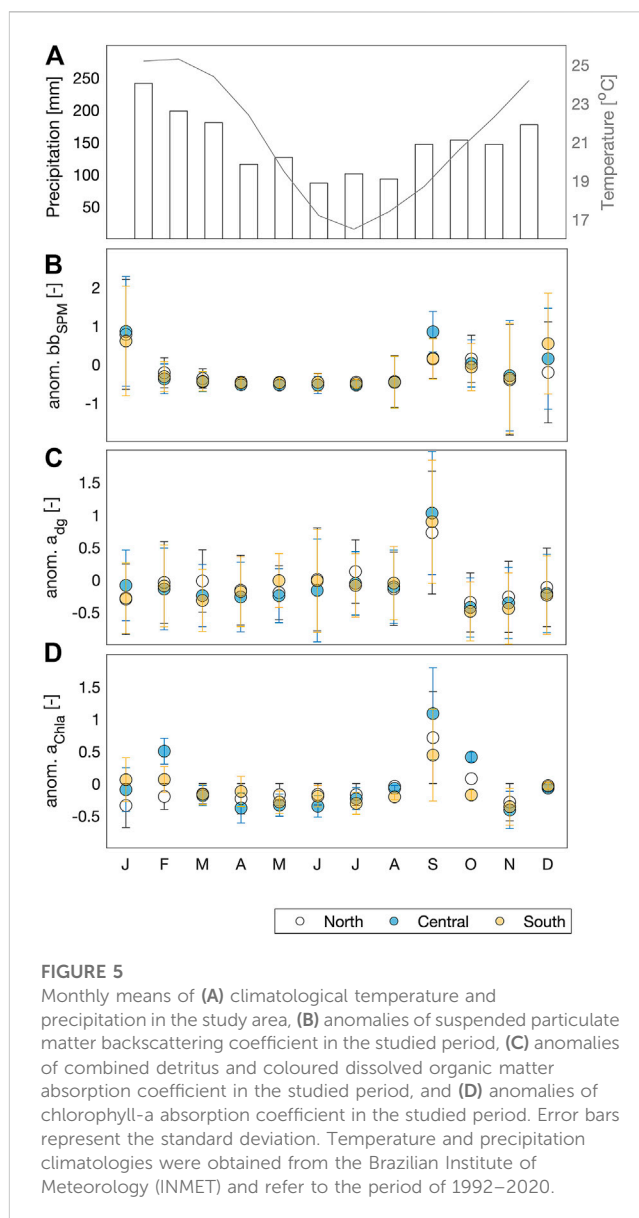 A
Precipitation [mm]
250
200
150
100
50
25
23
21
19
17
Temperature [°C]
B
anom. bb_SPM [-]
2
1
0
-1
C
anom. a_dg [-]
1.5
1
0.5
0
-0.5
D
anom. a_Chla [-]
1.5
1
0.5
0
-0.5
J F M A M J J A S O N D
North Central South
FIGURE 5
Monthly means of (A) climatological temperature and
precipitation in the study area, (B) anomalies of suspended particulate
matter backscattering coefficient in the studied period, (C) anomalies
of combined detritus and coloured dissolved organic matter
absorption coefficient in the studied period, and (D) anomalies of
chlorophyll-a absorption coefficient in the studied period. Error bars
represent the standard deviation. Temperature and precipitation
climatologies were obtained from the Brazilian Institute of
Meteorology (INMET) and refer to the period of 1992–2020.